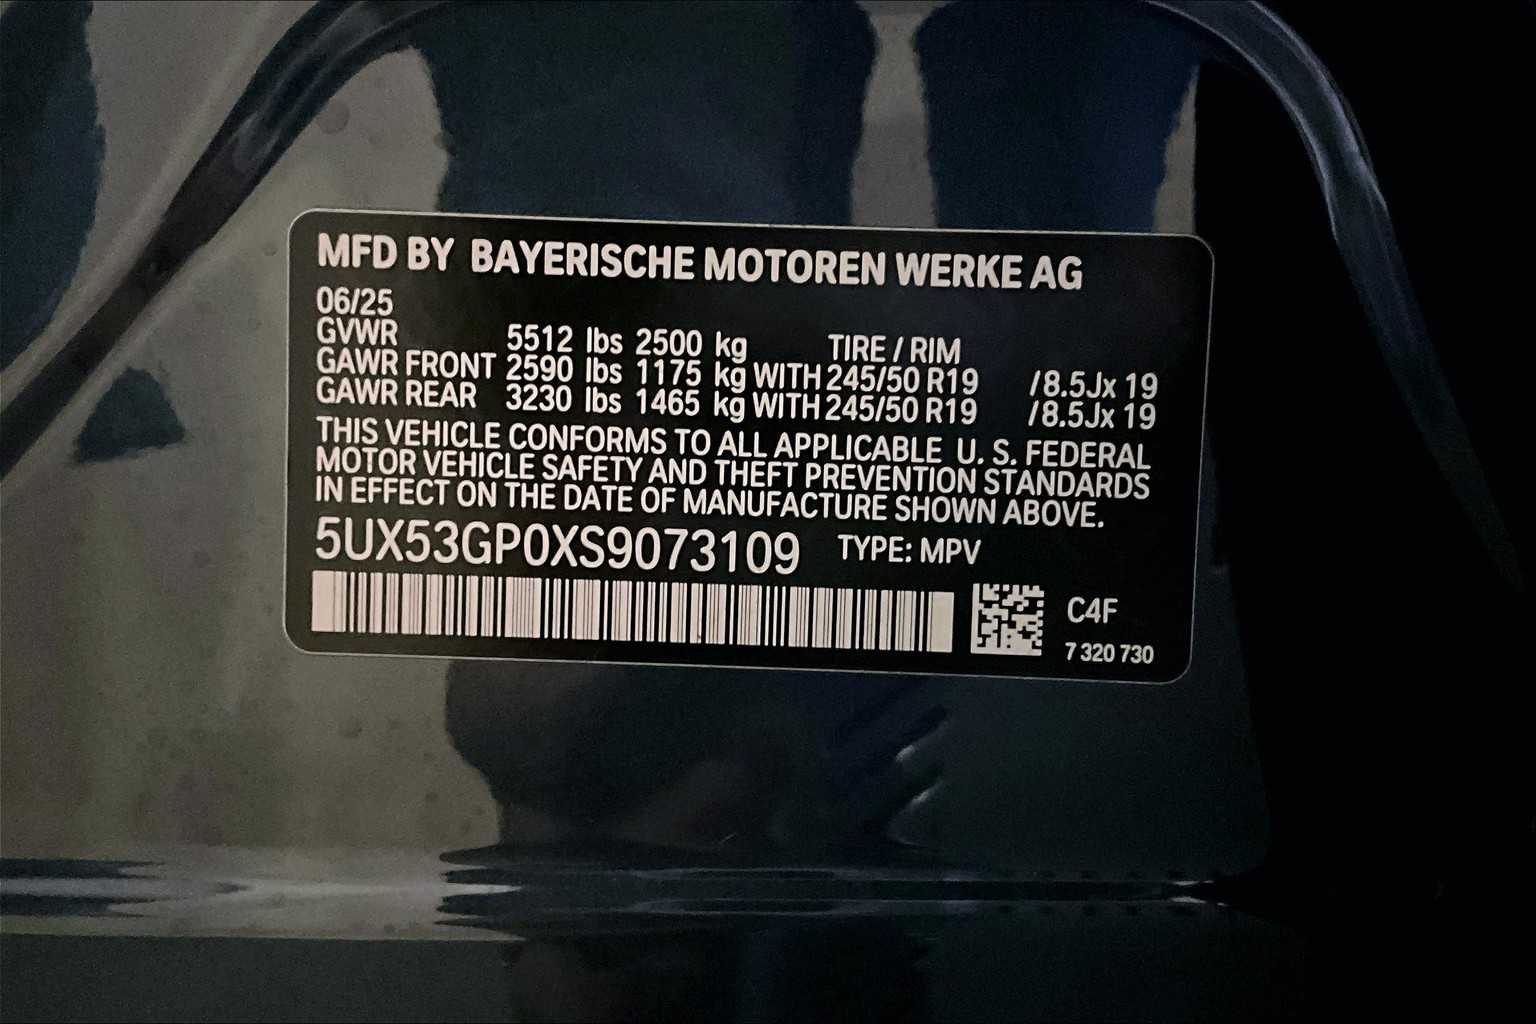 MFD BY BAYERISCHE MOTOREN WERKE AG
06/25
GVWR 5512 lbs 2500 kg TIRE / RIM
GAWR FRONT 2590 lbs 1175 kg WITH 245/50 R19 /8.5Jx 19
GAWR REAR 3230 lbs 1465 kg WITH 245/50 R19 /8.5Jx 19
THIS VEHICLE CONFORMS TO ALL APPLICABLE U. S. FEDERAL
MOTOR VEHICLE SAFETY AND THEFT PREVENTION STANDARDS
IN EFFECT ON THE DATE OF MANUFACTURE SHOWN ABOVE.
5UX53GP0XS9073109 TYPE: MPV
C4F
7 320 730